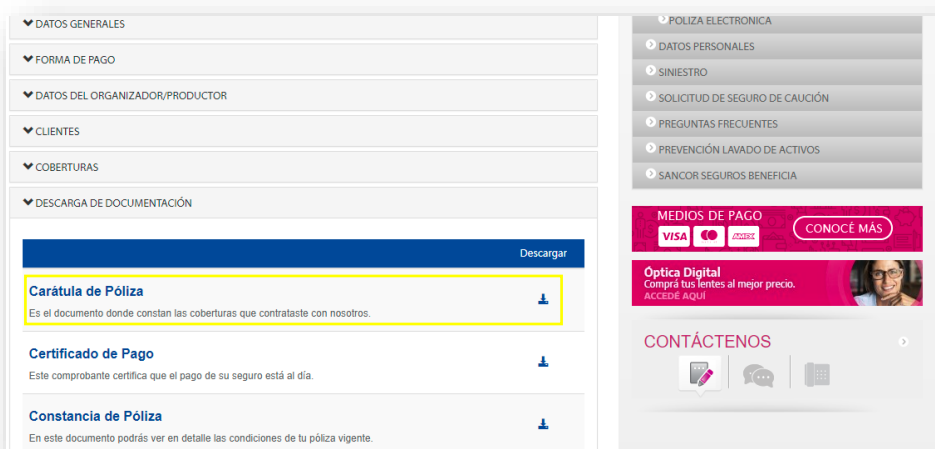 DATOS GENERALES
FORMA DE PAGO
DATOS DEL ORGANIZADOR/PRODUCTOR
CLIENTES
COBERTURAS
DESCARGA DE DOCUMENTACIÓN
Descargar
Carátula de Póliza
Es el documento donde constan las coberturas que contrataste con nosotros.
Certificado de Pago
Este comprobante certifica que el pago de su seguro está al día.
Constancia de Póliza
En este documento podrás ver en detalle las condiciones de tu póliza vigente.
POLIZA ELECTRONICA
DATOS PERSONALES
SINIESTRO
SOLICITUD DE SEGURO DE CAUCIÓN
PREGUNTAS FRECUENTES
PREVENCIÓN LAVADO DE ACTIVOS
SANCOR SEGUROS BENEFICIA
MEDIOS DE PAGO
VISA AMEX
CONOCÉ MÁS
Óptica Digital
Comprá tus lentes al mejor precio.
ACCEDÉ AQUÍ
CONTÁCTENOS